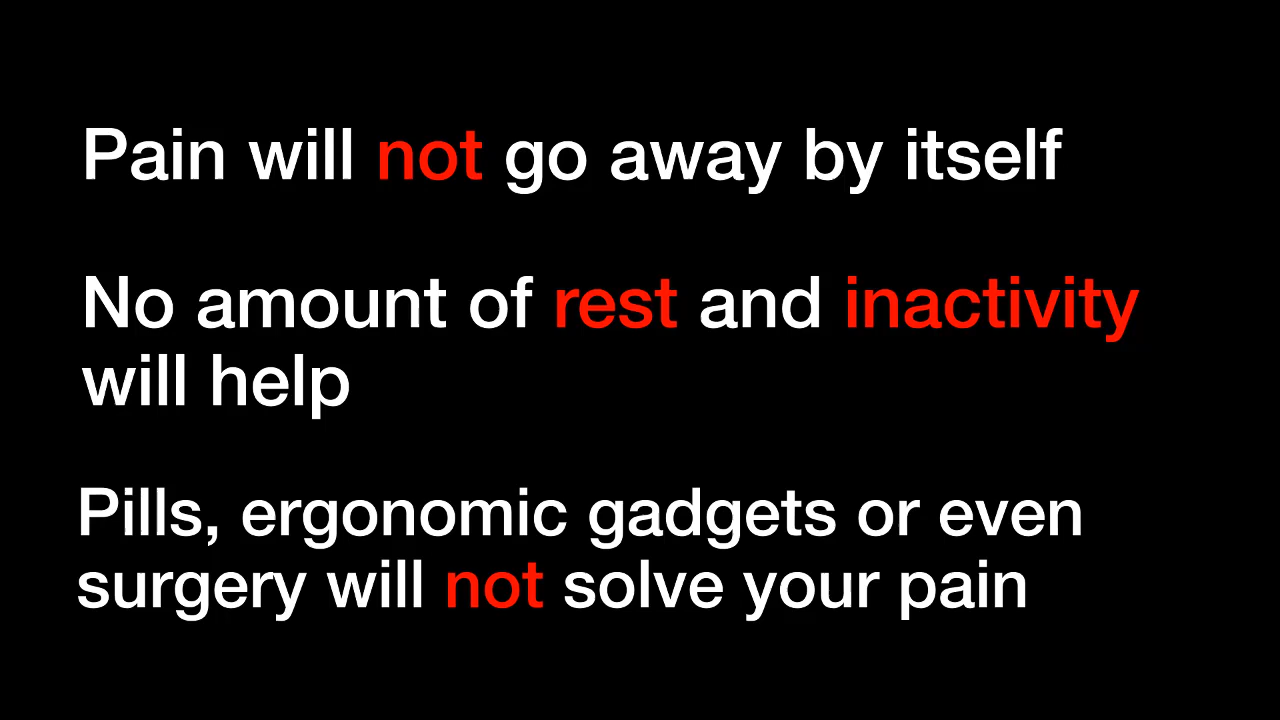 Pain will not go away by itself
No amount of rest and inactivity
will help
Pills, ergonomic gadgets or even
surgery will not solve your pain